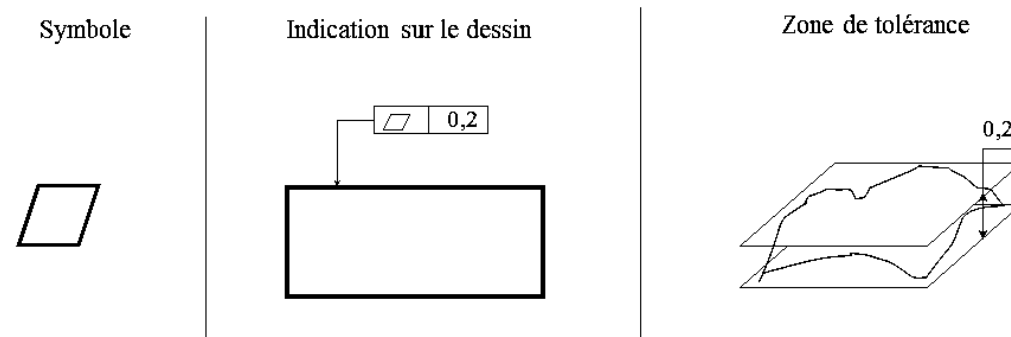 Symbole
Indication sur le dessin
Zone de tolérance
0,2
0,2